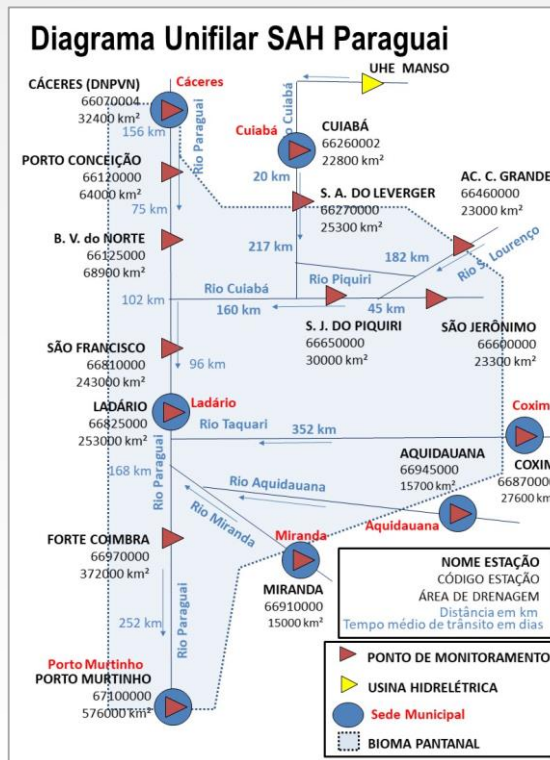 Diagrama Unifilar SAH Paraguai
CÁCERES (DNPVN)
66070004
32400 km²
Cáceres
156 km
Rio Paraguai
PORTO CONCEIÇÃO
66120000
64000 km²
75 km
B. V. do NORTE
66125000
68900 km²
102 km
SÃO FRANCISCO
66810000
243000 km²
96 km
LADÁRIO
66825000
253000 km²
Ladário
Rio Paraguai
168 km
FORTE COIMBRA
66970000
372000 km²
252 km
Rio Paraguai
Porto Murtinho
PORTO MURTINHO
67100000
576000 km²
UHE MANSO
Rio Cuiabá
Cuiabá
CUIABÁ
66260002
22800 km²
20 km
S. A. DO LEVERGER
66270000
25300 km²
217 km
AC. C. GRANDE
66460000
23000 km²
182 km
Rio S. Lourenço
Rio Piquiri
Rio Cuiabá
160 km
45 km
S. J. DO PIQUIRI
66650000
30000 km²
SÃO JERÔNIMO
66600000
23300 km²
Rio Taquari
352 km
Coxim
COXIM
6687000
27600 km²
AQUIDAUANA
66945000
15700 km²
Rio Aquidauana
Aquidauana
Rio Miranda
Miranda
MIRANDA
66910000
15000 km²
NOME ESTAÇÃO
CÓDIGO ESTAÇÃO
ÁREA DE DRENAGEM
Distância em km
Tempo médio de trânsito em dias
PONTO DE MONITORAMENTO
USINA HIDRELÉTRICA
Sede Municipal
BIOMA PANTANAL